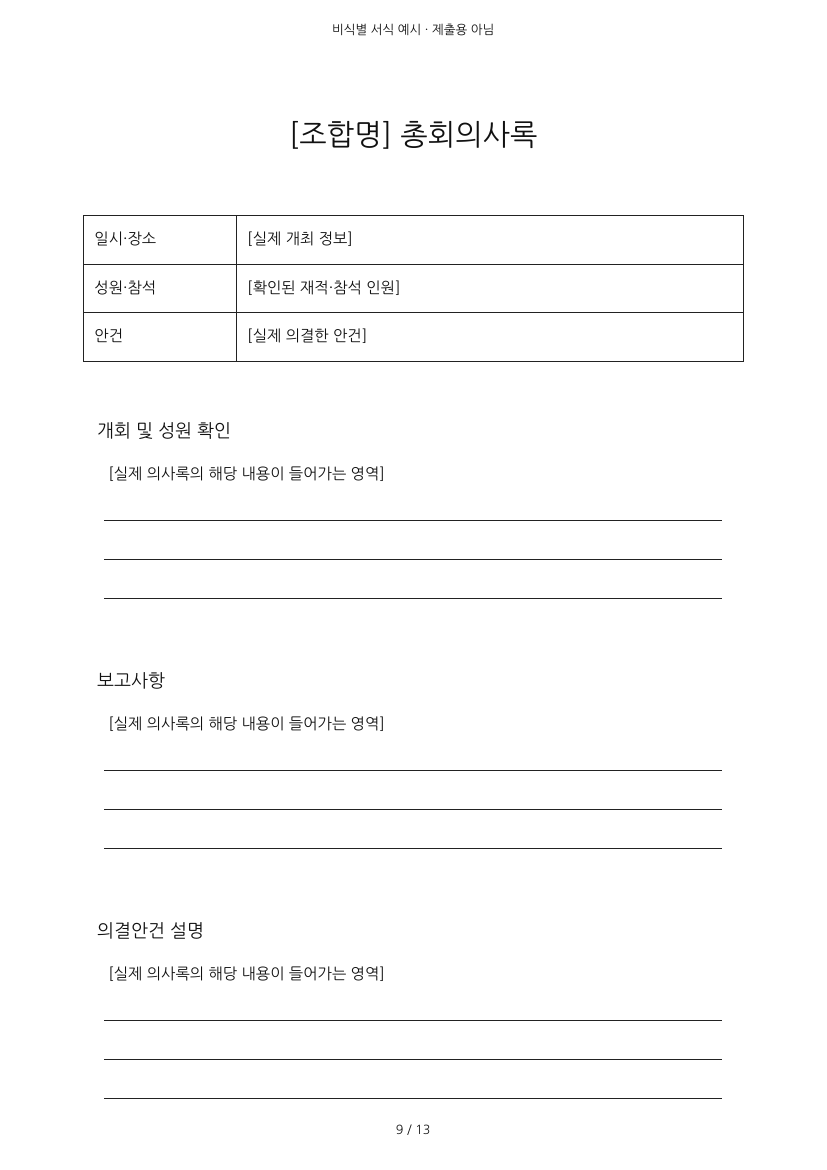 비식별 서식 예시 · 제출용 아님
[조합명] 총회의사록
일시·장소 [실제 개최 정보]
성원·참석 [확인된 재적·참석 인원]
안건 [실제 의결한 안건]
개회 및 성원 확인
[실제 의사록의 해당 내용이 들어가는 영역]
보고사항
[실제 의사록의 해당 내용이 들어가는 영역]
의결안건 설명
[실제 의사록의 해당 내용이 들어가는 영역]
9 / 13